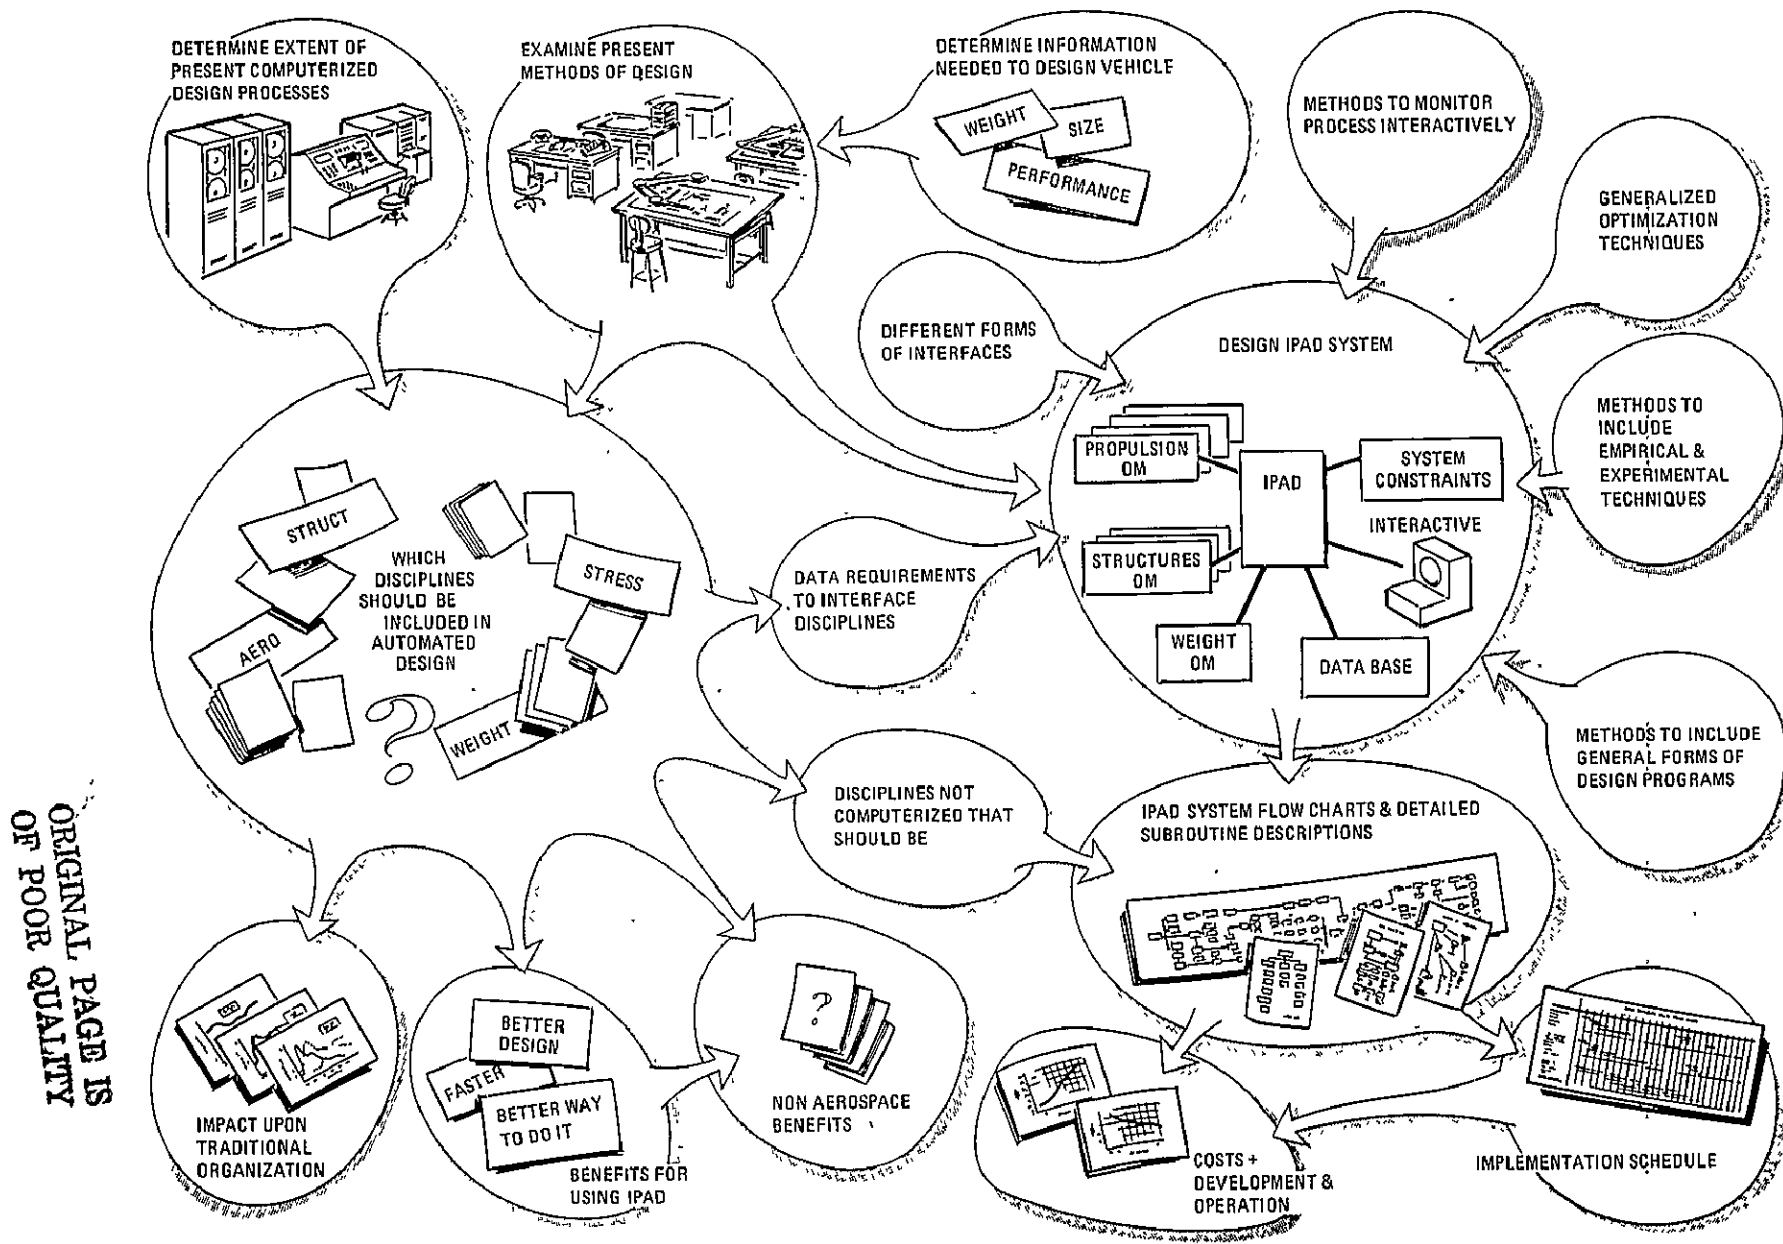 DETERMINE EXTENT OF
PRESENT COMPUTERIZED
DESIGN PROCESSES
EXAMINE PRESENT
METHODS OF DESIGN
DETERMINE INFORMATION
NEEDED TO DESIGN VEHICLE
WEIGHT
SIZE
PERFORMANCE
METHODS TO MONITOR
PROCESS INTERACTIVELY
GENERALIZED
OPTIMIZATION
TECHNIQUES
DIFFERENT FORMS
OF INTERFACES
DESIGN IPAD SYSTEM
PROPULSION
OM
IPAD
SYSTEM
CONSTRAINTS
INTERACTIVE
STRUCTURES
OM
WEIGHT
OM
DATA BASE
METHODS TO
INCLUDE
EMPIRICAL &
EXPERIMENTAL
TECHNIQUES
STRUCT
WHICH
DISCIPLINES
SHOULD BE
INCLUDED IN
AUTOMATED
DESIGN
STRESS
AERO
?
WEIGHT
DATA REQUIREMENTS
TO INTERFACE
DISCIPLINES
METHODS TO INCLUDE
GENERAL FORMS OF
DESIGN PROGRAMS
DISCIPLINES NOT
COMPUTERIZED THAT
SHOULD BE
IPAD SYSTEM FLOW CHARTS & DETAILED
SUBROUTINE DESCRIPTIONS
IMPACT UPON
TRADITIONAL
ORGANIZATION
BETTER
DESIGN
FASTER
BETTER WAY
TO DO IT
BENEFITS FOR
USING IPAD
?
NON AEROSPACE
BENEFITS
COSTS +
DEVELOPMENT &
OPERATION
IMPLEMENTATION SCHEDULE
ORIGINAL PAGE IS
OF POOR QUALITY